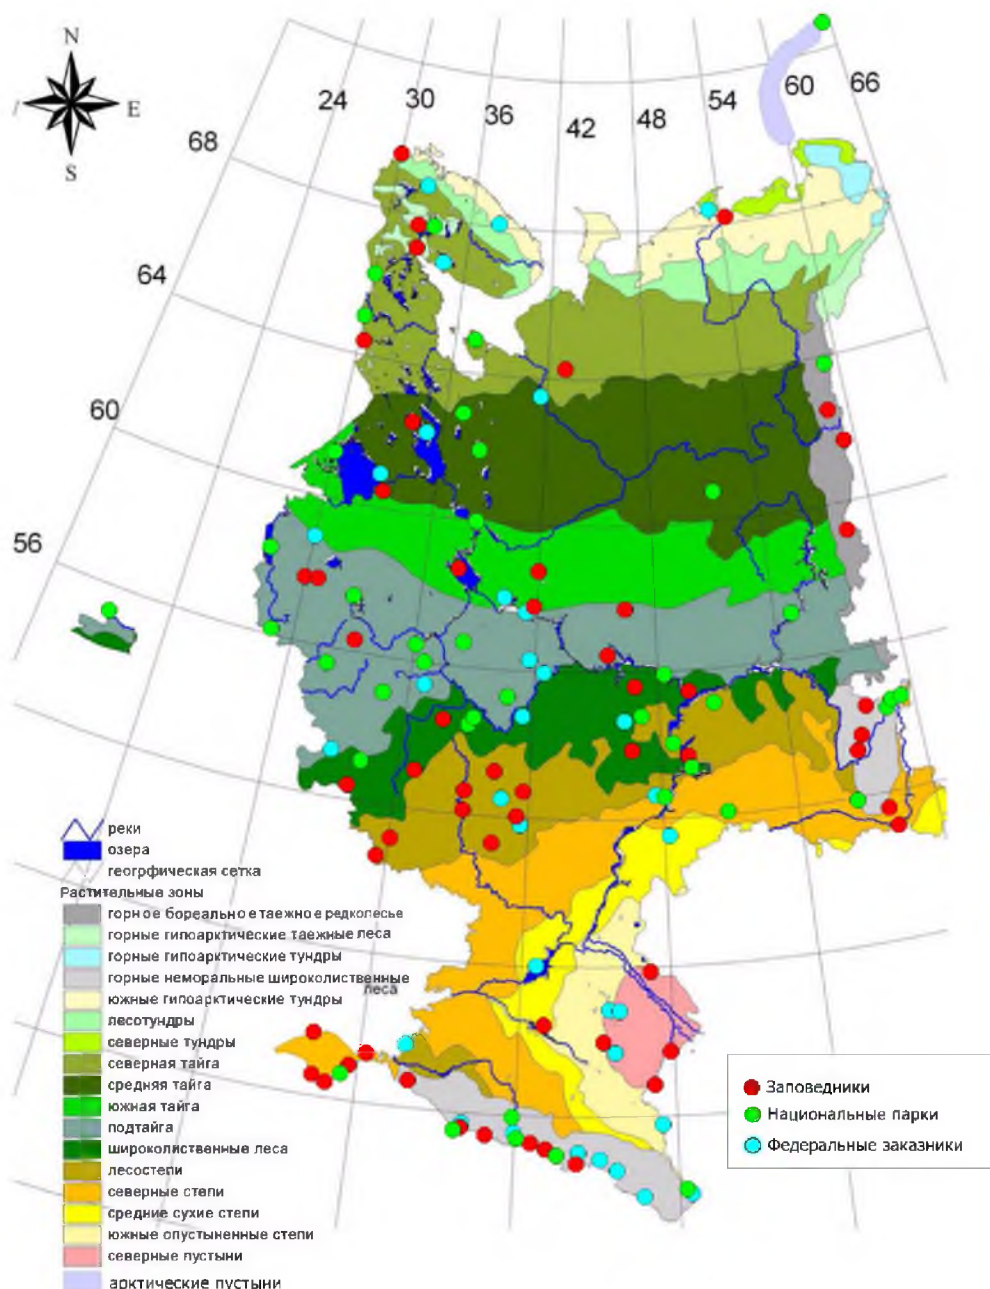 N
E
S
24
30
36
42
48
54
60
66
68
64
60
56
реки
озера
геогрфическая сетка
Растительные зоны
горное бореальное таежное редколесье
горные гипоарктические таежные леса
горные гипоарктические тундры
горные неморальные широколиственные
леса
южные гипоарктические тундры
лесотундры
северные тундры
северная тайга
средняя тайга
южная тайга
подтайга
широколиственные леса
лесостепи
северные степи
средние сухие степи
южные опустыненные степи
северные пустыни
арктические пустыни
Заповедники
Национальные парки
Федеральные заказники